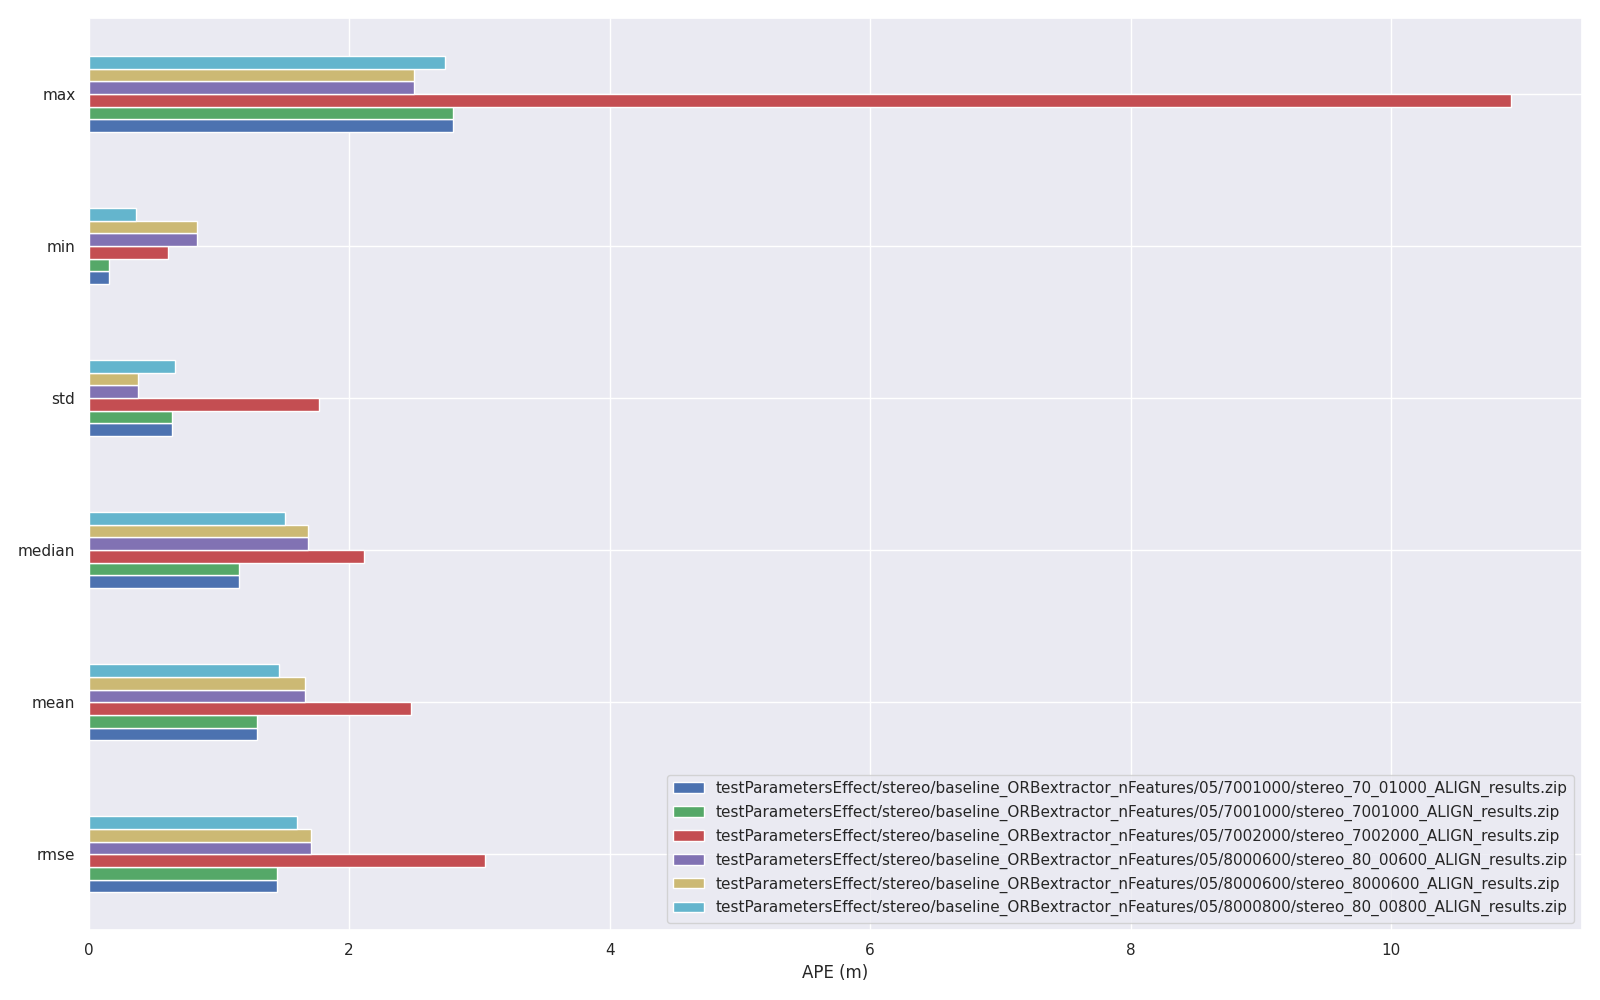 max
min
std
median
mean
rmse
testParametersEffect/stereo/baseline_ORBextractor_nFeatures/05/7001000/stereo_70_01000_ALIGN_results.zip
testParametersEffect/stereo/baseline_ORBextractor_nFeatures/05/7001000/stereo_7001000_ALIGN_results.zip
testParametersEffect/stereo/baseline_ORBextractor_nFeatures/05/7002000/stereo_7002000_ALIGN_results.zip
testParametersEffect/stereo/baseline_ORBextractor_nFeatures/05/8000600/stereo_80_00600_ALIGN_results.zip
testParametersEffect/stereo/baseline_ORBextractor_nFeatures/05/8000600/stereo_8000600_ALIGN_results.zip
testParametersEffect/stereo/baseline_ORBextractor_nFeatures/05/8000800/stereo_80_00800_ALIGN_results.zip
0 2 4 6 8 10
APE (m)